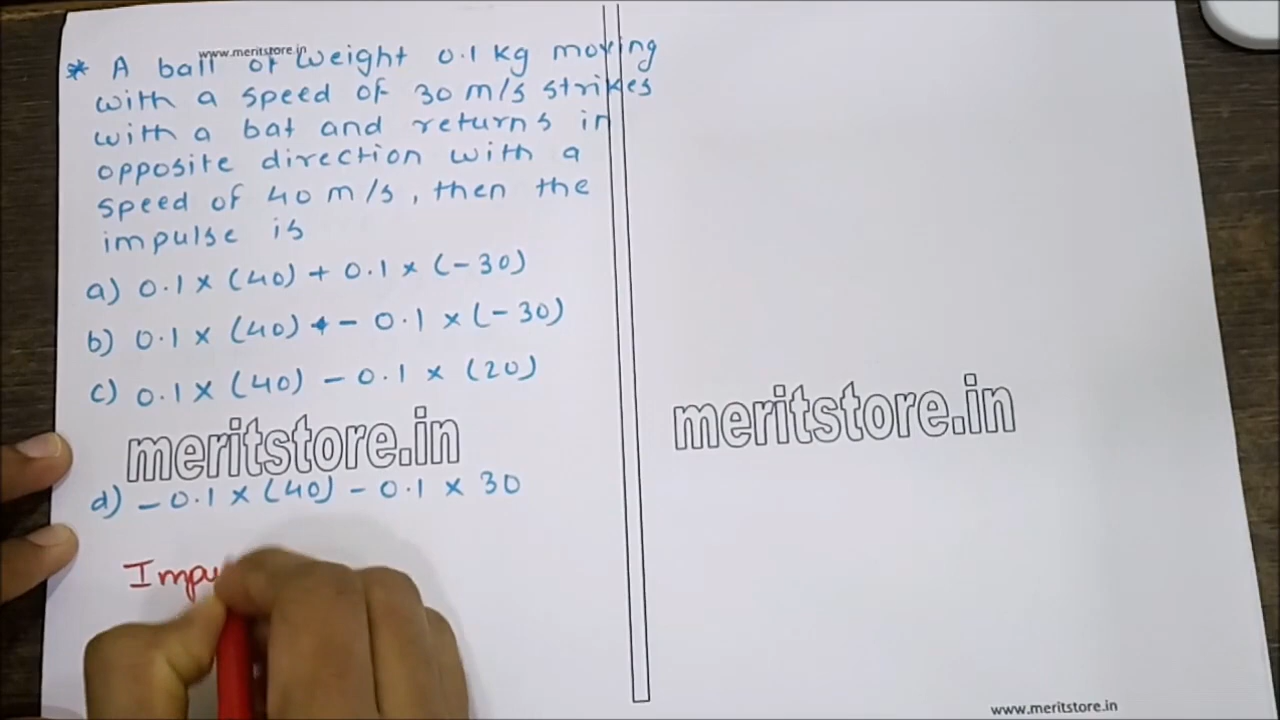 www.meritstore.in
* A ball of weight 0.1 kg moving
with a speed of 30 m/s strikes
with a bat and returns in
opposite direction with a
speed of 40 m/s, then the
impulse is
a) 0.1 × (40) + 0.1 × (-30)
b) 0.1 × (40) - 0.1 × (-30)
c) 0.1 × (40) - 0.1 × (20)
meritstore.in
d) - 0.1 × (40) - 0.1 × 30
Impu
meritstore.in
www.meritstore.in